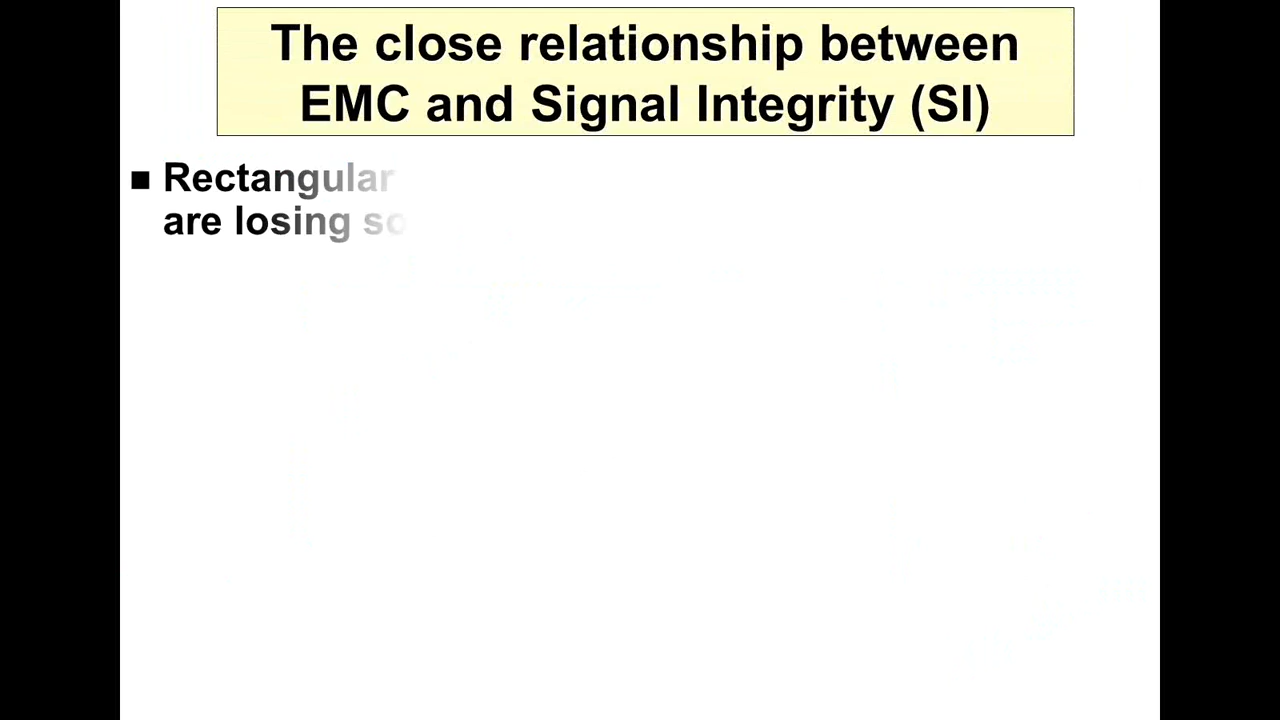 The close relationship between
EMC and Signal Integrity (SI)
■ Rectangular
are losing